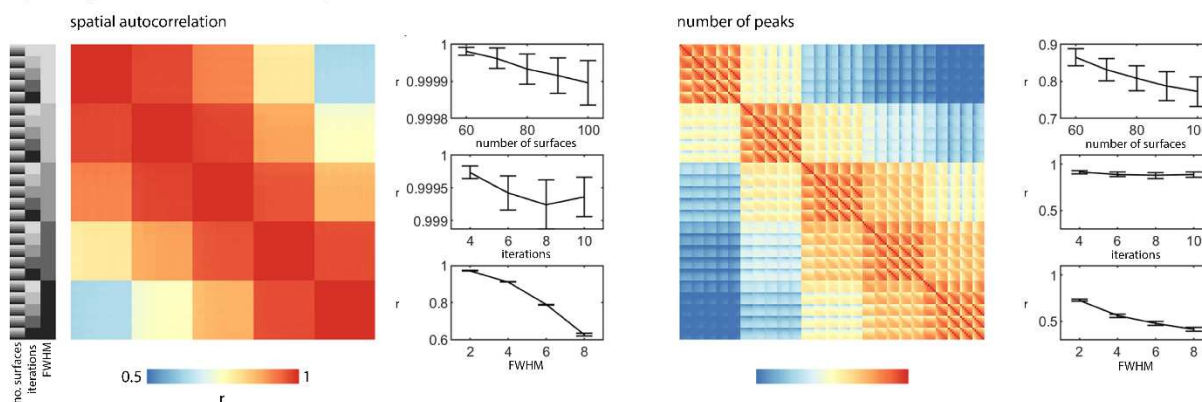 spatial autocorrelation
number of peaks
no. surfaces
iterations
FWHM
r
1
0.9999
0.9998
60
80
100
number of surfaces
r
1
0.9995
0.999
4
6
8
10
iterations
r
1
0.8
0.6
2
4
6
8
FWHM
0.5
1
r
r
0.9
0.8
0.7
60
80
10
number of surfaces
r
1
0.5
4
6
8
10
iterations
r
1
0.5
2
4
6
8
FWHM